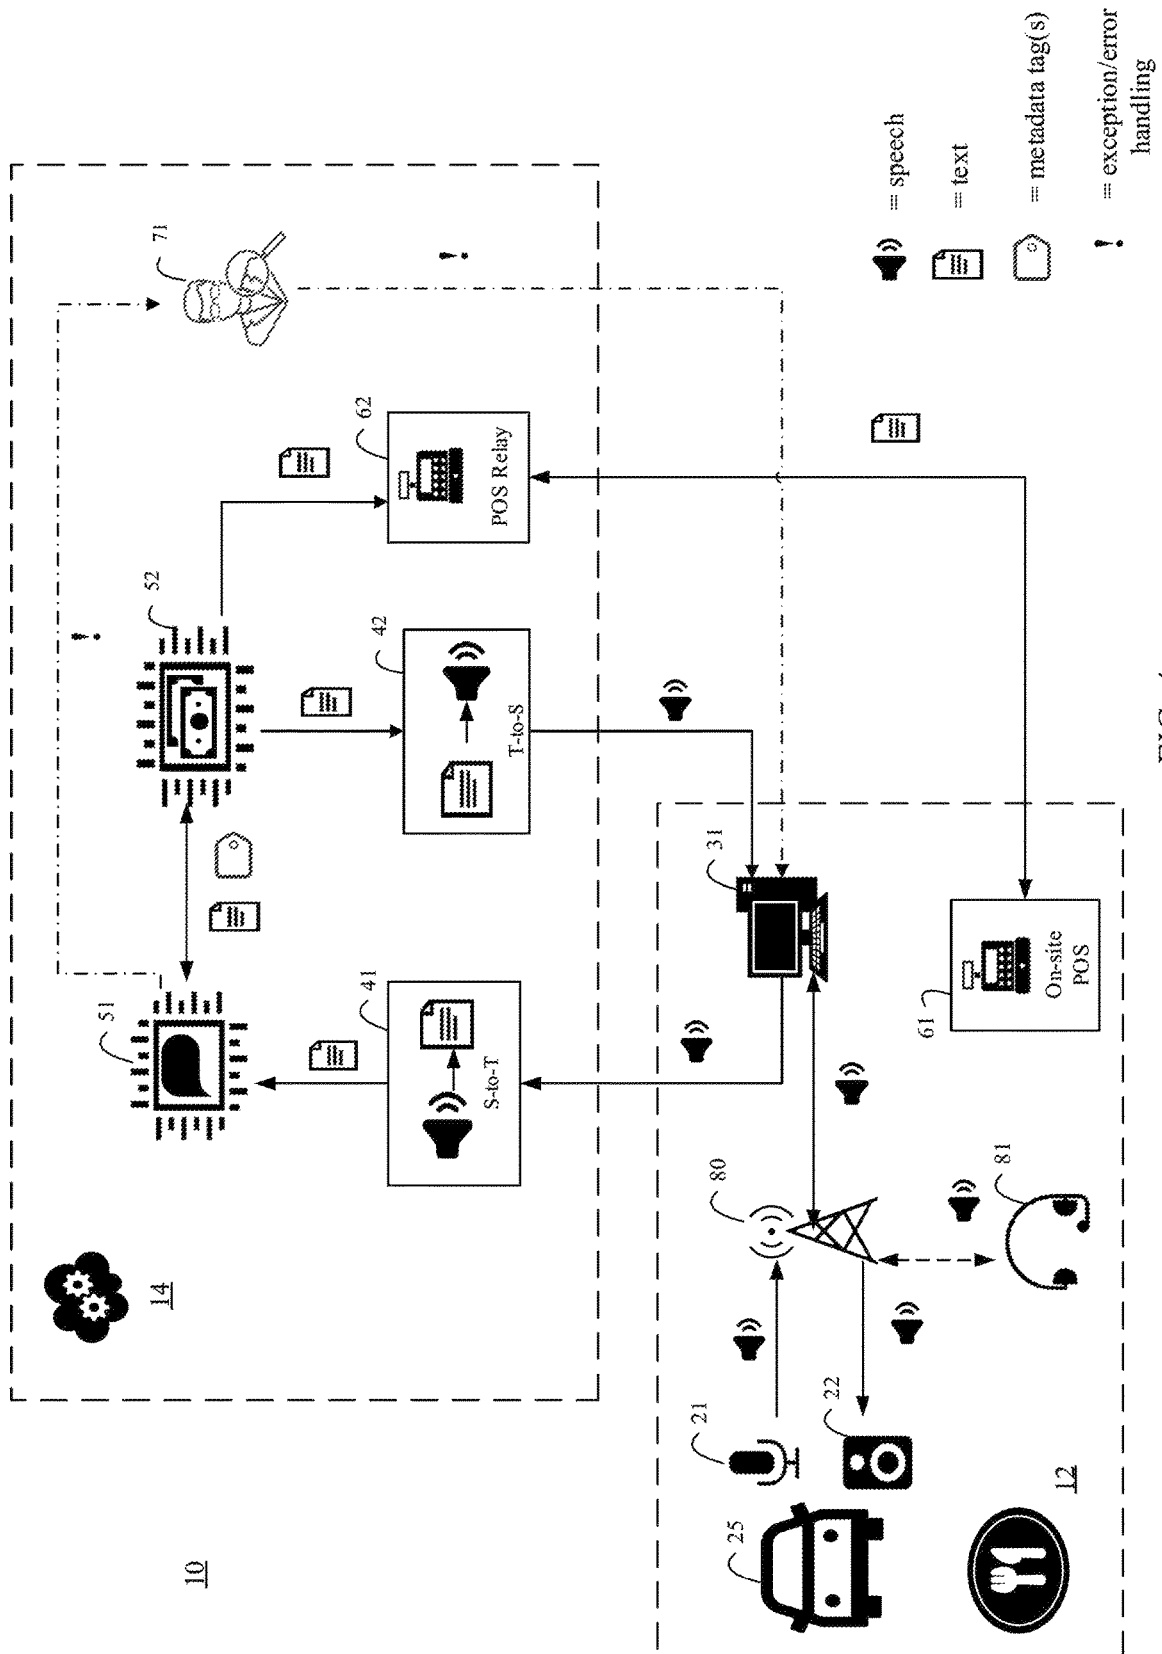 10
14
71
!
52
!
51
62
POS Relay
42
T-to-S
41
S-to-T
31
80
21
22
25
12
81
61
On-site
POS
= speech
= text
= metadata tag(s)
! = exception/error
handling